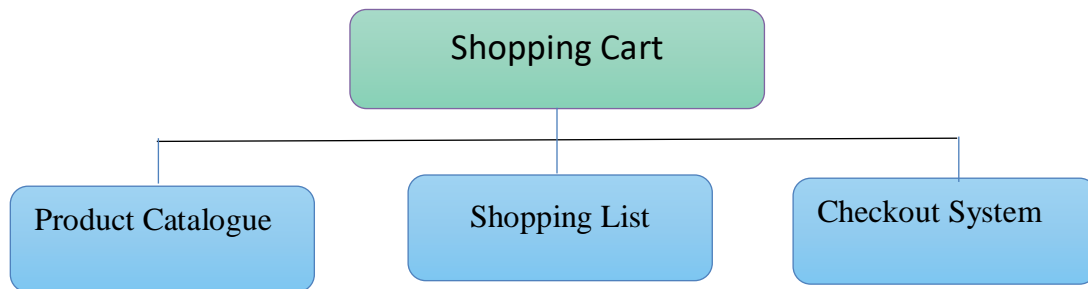 Shopping Cart
Product Catalogue
Shopping List
Checkout System